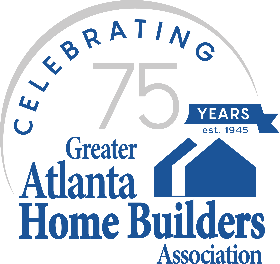 CELEBRATING
75
YEARS
est. 1945
Greater
Atlanta
Home Builders
Association